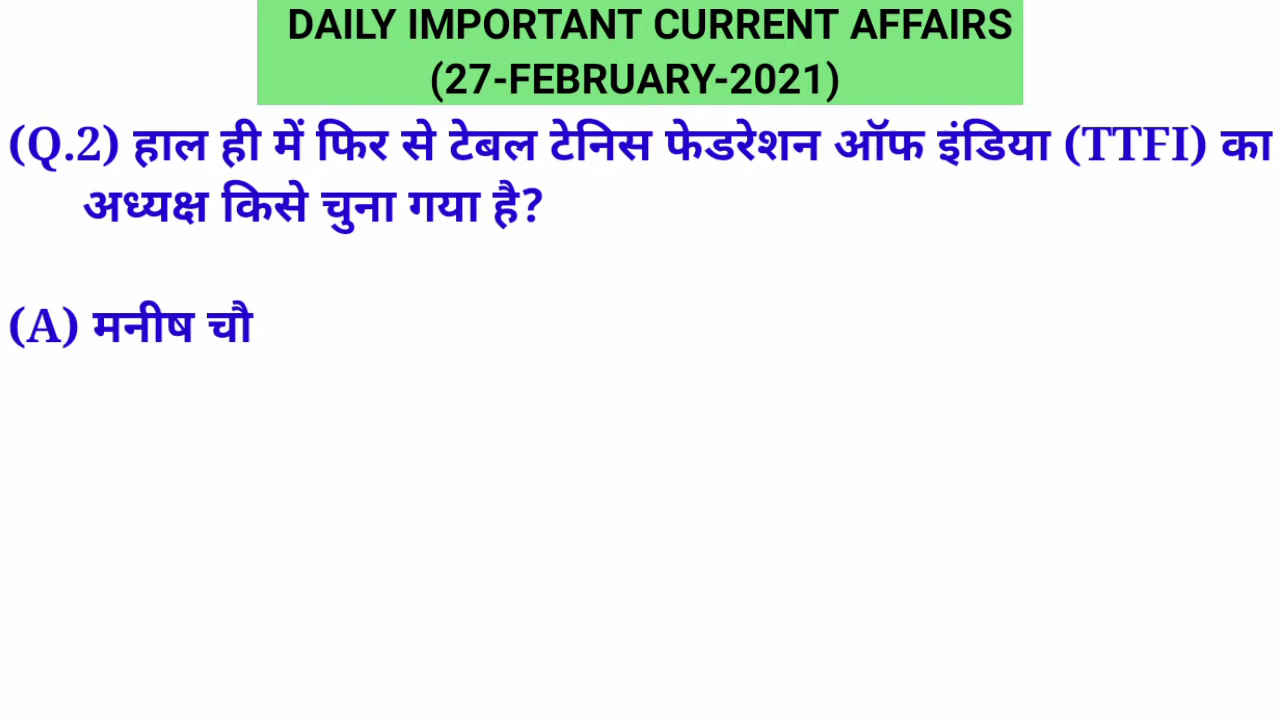 DAILY IMPORTANT CURRENT AFFAIRS
(27-FEBRUARY-2021)
(Q.2) हाल ही में फिर से टेबल टेनिस फेडरेशन ऑफ इंडिया (TTFI) का
अध्यक्ष किसे चुना गया है?
(A) मनीष चौ